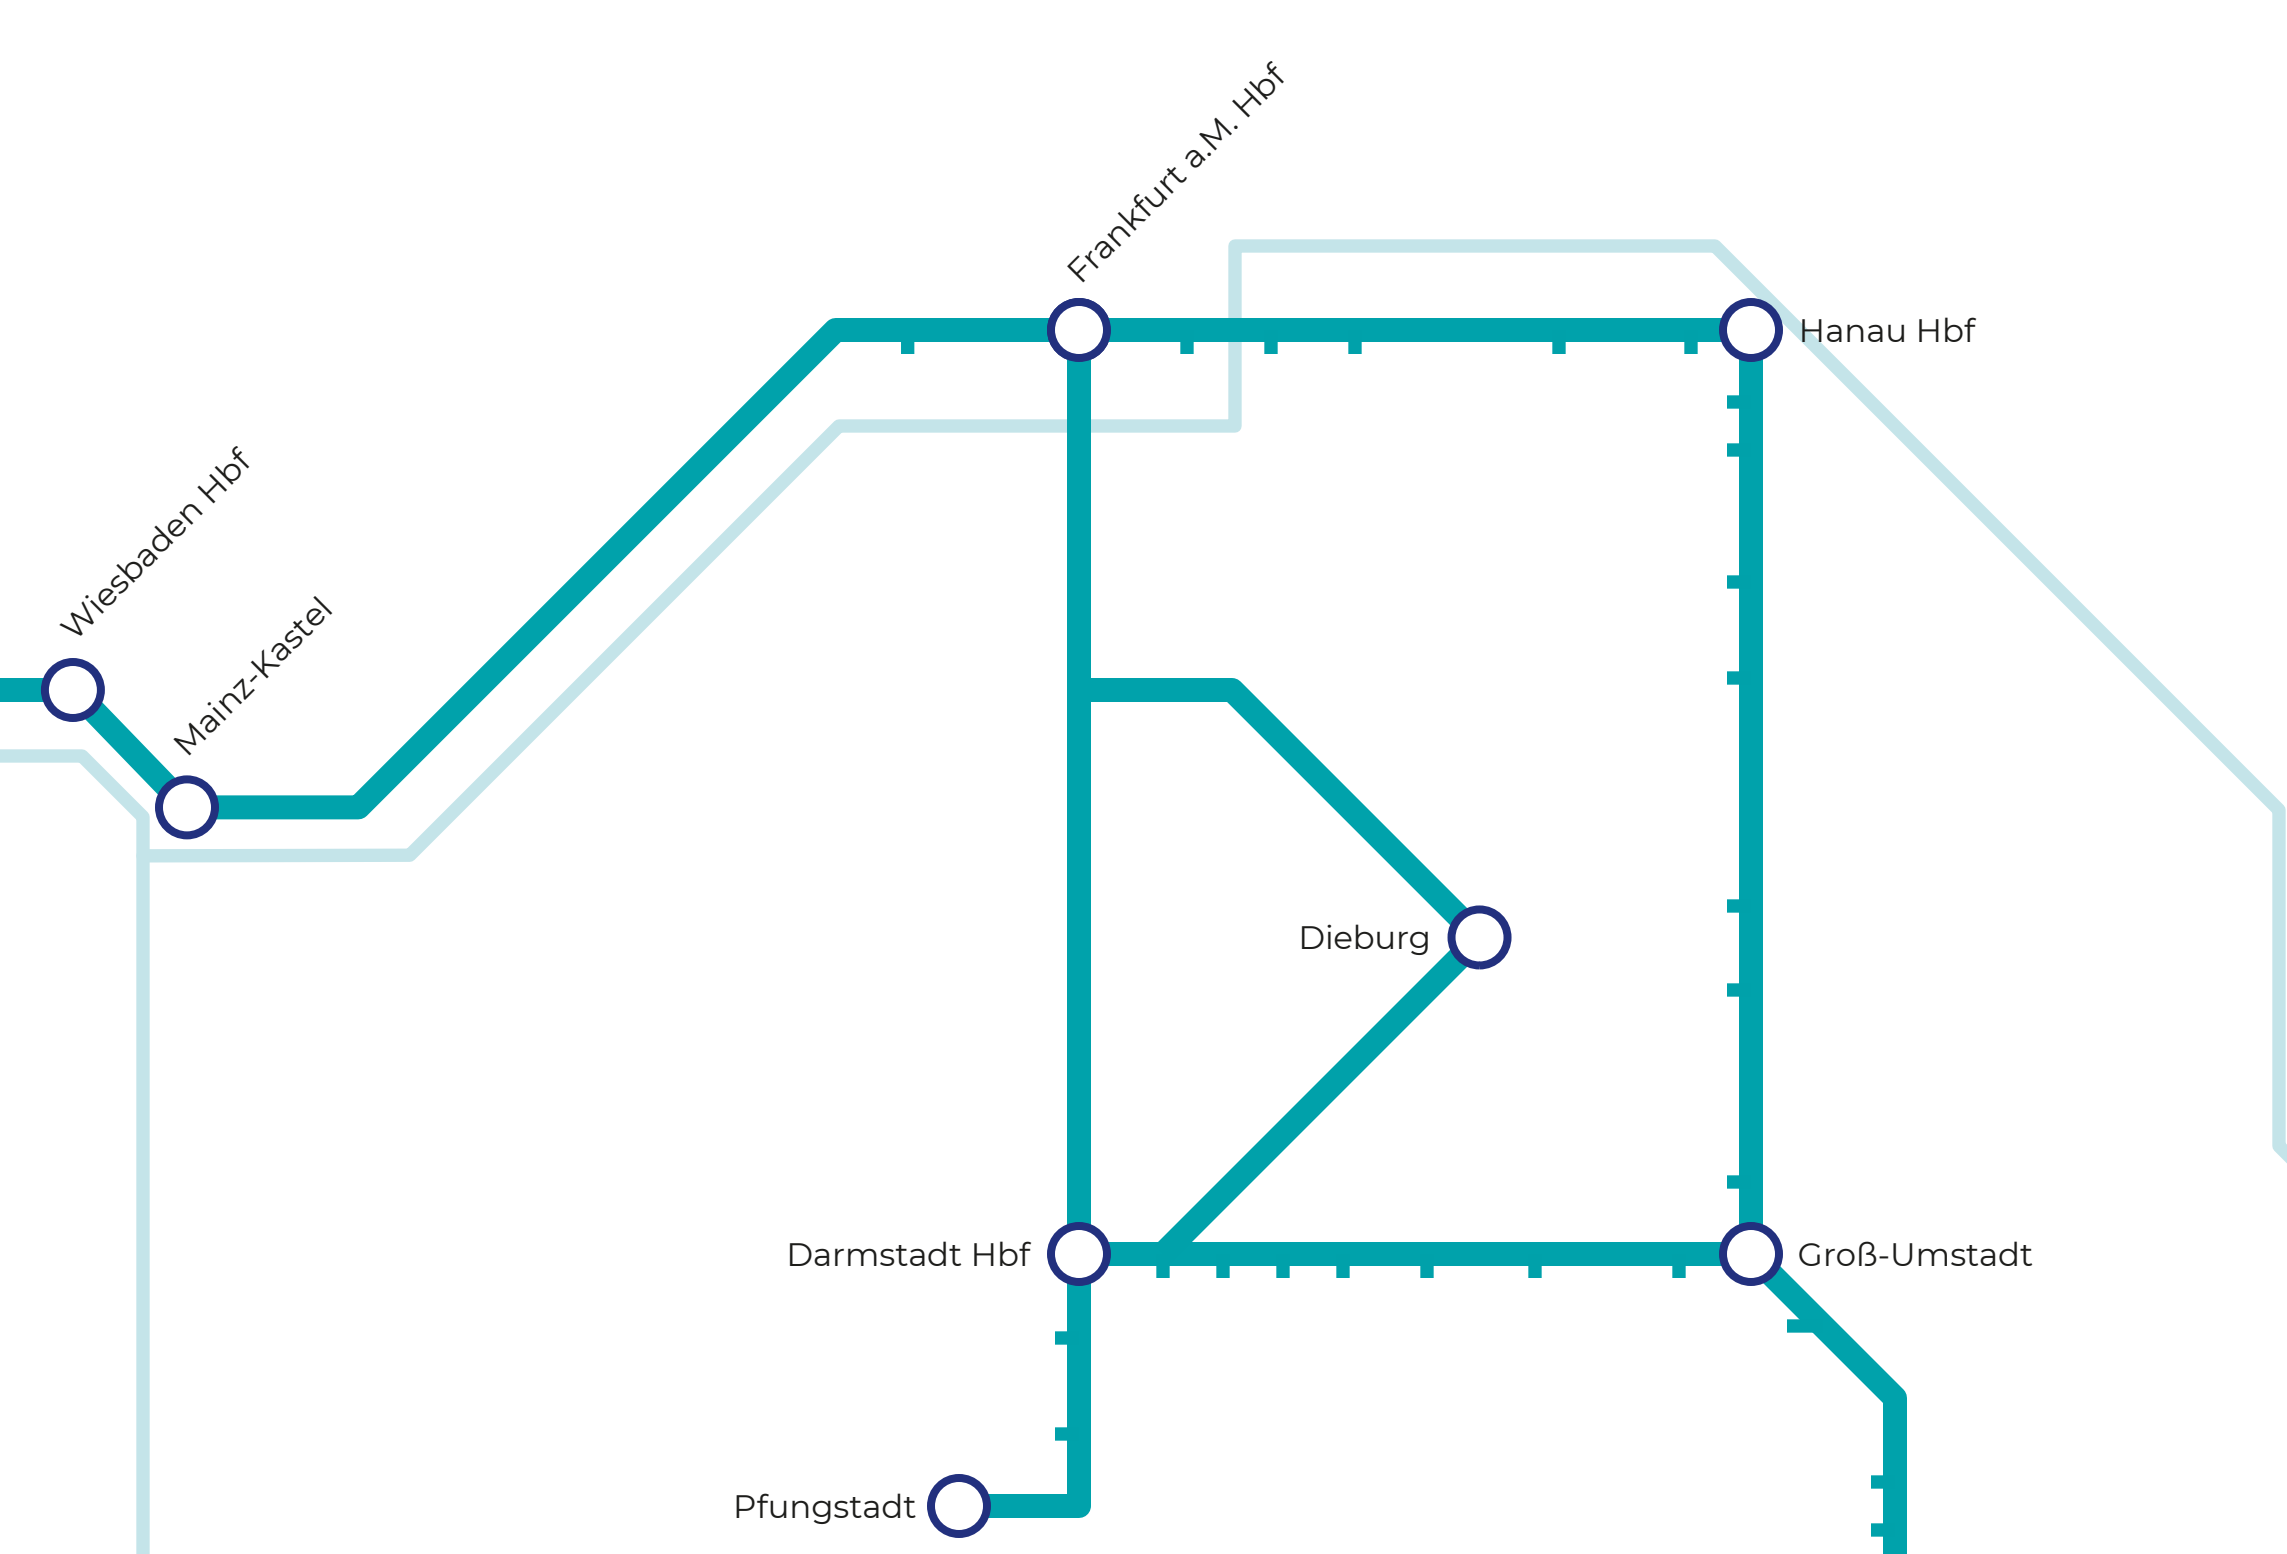 Frankfurt a.M. Hbf
Hanau Hbf
Wiesbaden Hbf
Mainz-Kastel
Dieburg
Darmstadt Hbf
Groß-Umstadt
Pfungstadt